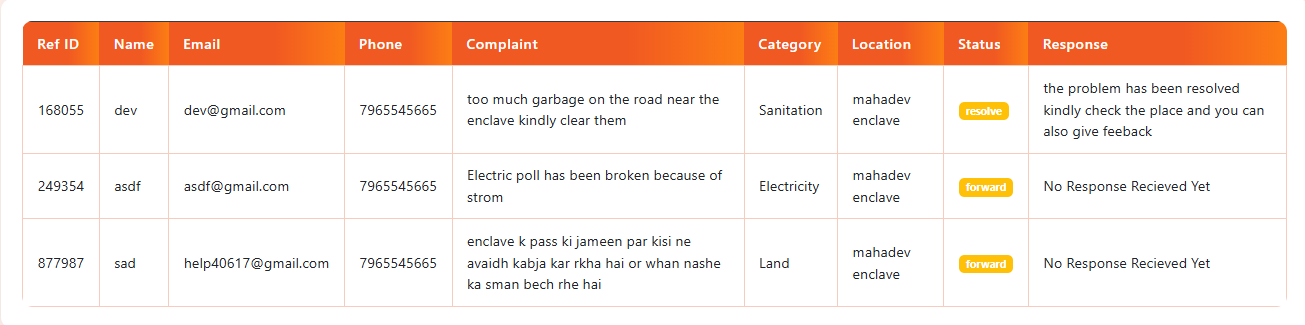 Ref ID Name Email Phone Complaint Category Location Status Response
168055 dev dev@gmail.com 7965545665 too much garbage on the road near the
enclave kindly clear them Sanitation mahadev
enclave resolve the problem has been resolved
kindly check the place and you can
also give feeback
249354 asdf asdf@gmail.com 7965545665 Electric poll has been broken because of
strom Electricity mahadev
enclave forward No Response Recieved Yet
877987 sad help40617@gmail.com 7965545665 enclave k pass ki jameen par kisi ne
avaidh kabja kar rkha hai or whan nashe
ka sman bech rhe hai Land mahadev
enclave forward No Response Recieved Yet